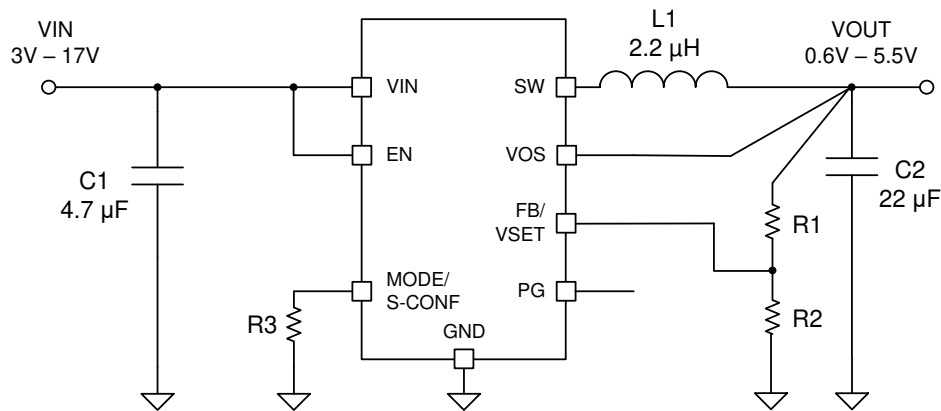 VIN
3V – 17V
L1
2.2 µH
VOUT
0.6V – 5.5V
VIN
SW
EN
VOS
C1
4.7 µF
C2
22 µF
FB/
VSET
R1
MODE/
S-CONF
PG
R3
GND
R2